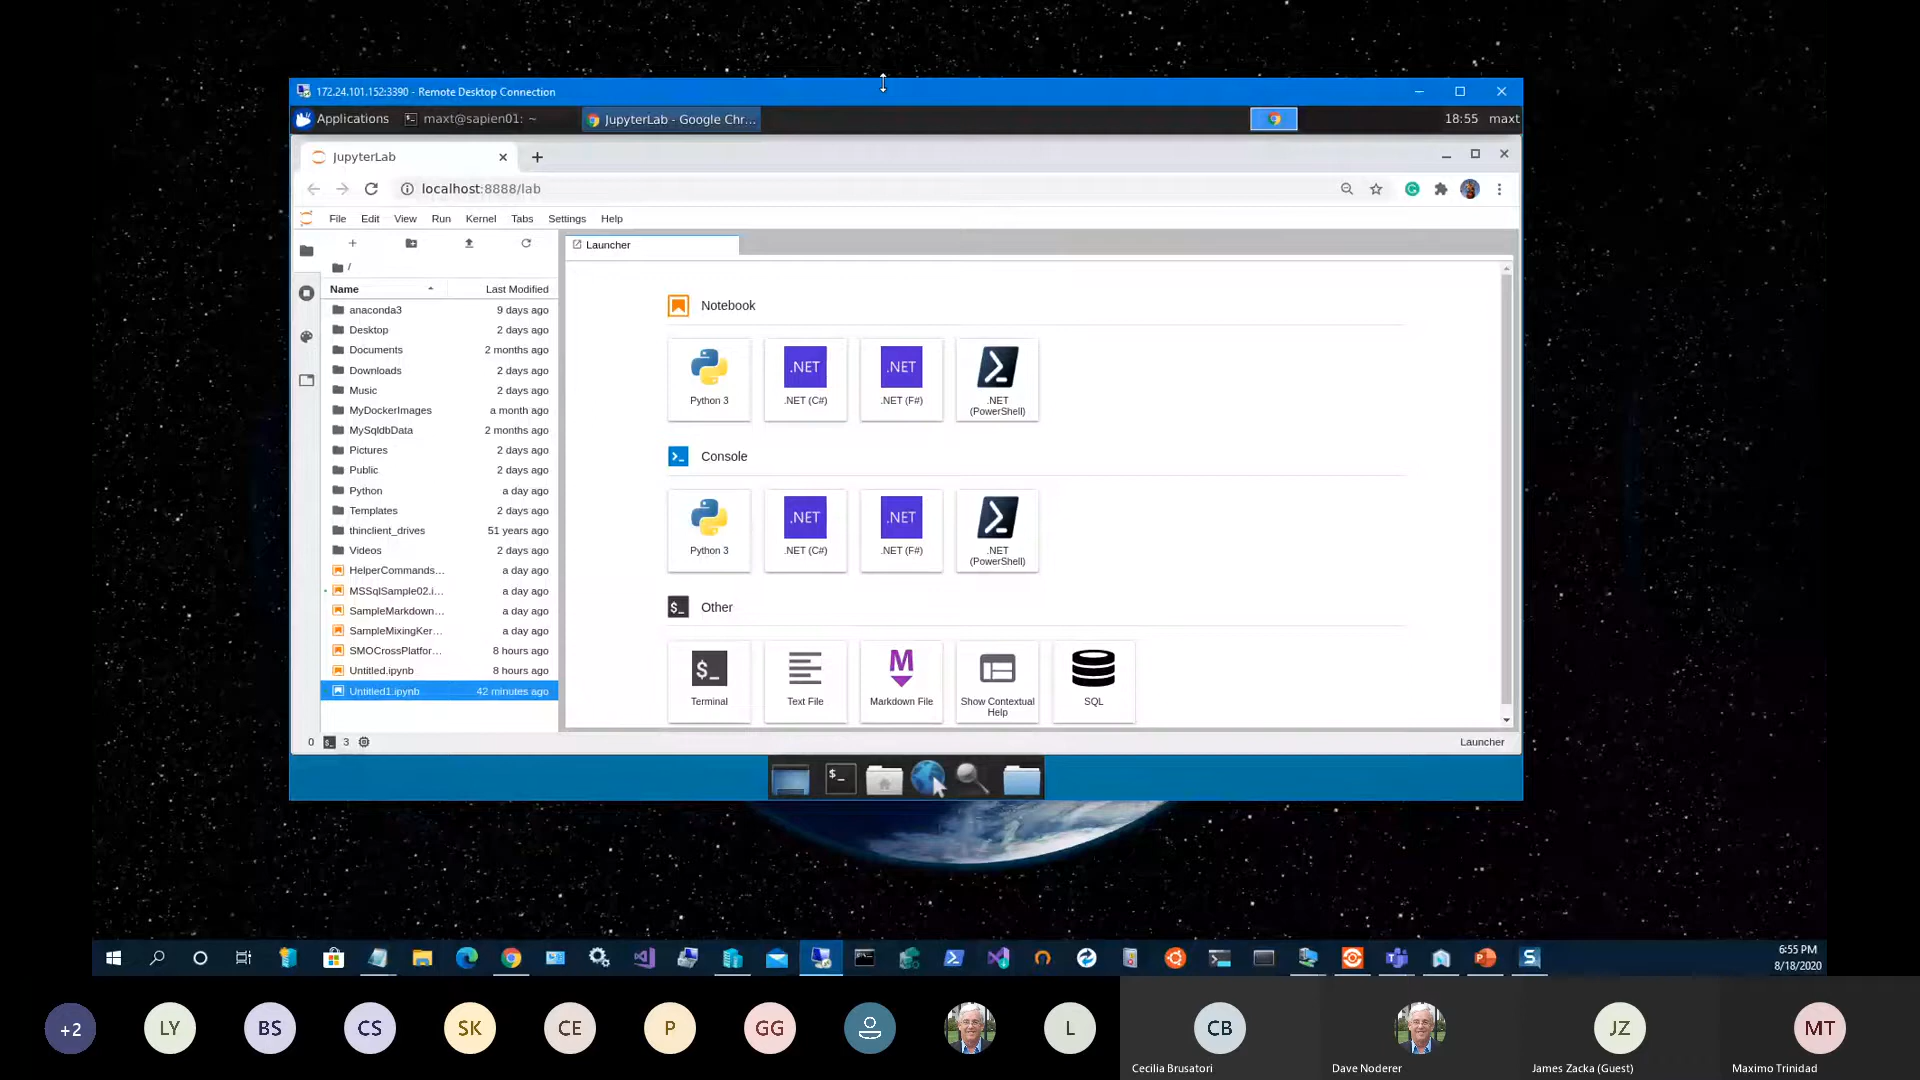 172.24.101.152:3390 - Remote Desktop Connection
Applications
maxt@sapien01: ~
JupyterLab - Google Chr...
18:55 maxt
JupyterLab
localhost:8888/lab
File Edit View Run Kernel Tabs Settings Help
Launcher
/
Name
Last Modified
anaconda3 9 days ago
Desktop 2 days ago
Documents 2 months ago
Downloads 2 days ago
Music 2 days ago
MyDockerImages a month ago
MySqldbData 2 months ago
Pictures 2 days ago
Public 2 days ago
Python a day ago
Templates 2 days ago
thinclient_drives 51 years ago
Videos 2 days ago
HelperCommands... a day ago
MSSqlSample02.i... a day ago
SampleMarkdown... a day ago
SampleMixingKer... a day ago
SMOCrossPlatfor... 8 hours ago
Untitled.ipynb 8 hours ago
Untitled1.ipynb 42 minutes ago
0 $_ 3
Notebook
Python 3
.NET
.NET (C#)
.NET
.NET (F#)
.NET
(PowerShell)
Console
Python 3
.NET
.NET (C#)
.NET
.NET (F#)
.NET
(PowerShell)
$_ Other
$_
Terminal
Text File
M
Markdown File
Show Contextual
Help
SQL
Launcher
$_
6:55 PM
8/18/2020
+2
LY
BS
CS
SK
CE
P
GG
L
CB
Cecilia Brusatori
Dave Noderer
JZ
James Zacka (Guest)
MT
Maximo Trinidad